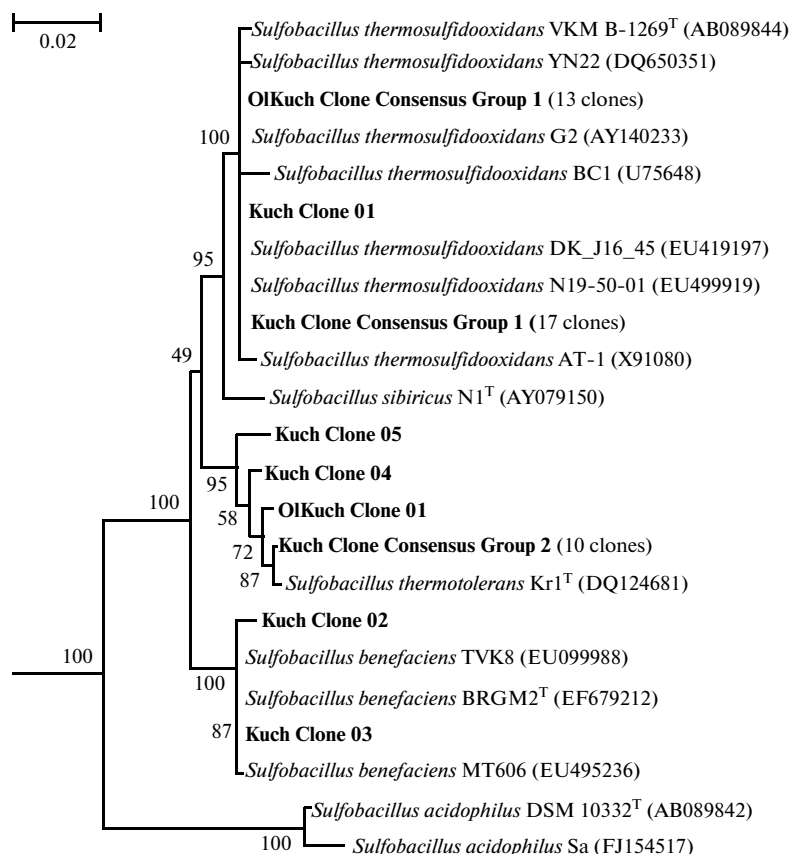 0.02
Sulfobacillus thermosulfidooxidans VKM B-1269T (AB089844)
Sulfobacillus thermosulfidooxidans YN22 (DQ650351)
OlKuch Clone Consensus Group 1 (13 clones)
100
Sulfobacillus thermosulfidooxidans G2 (AY140233)
Sulfobacillus thermosulfidooxidans BC1 (U75648)
Kuch Clone 01
95
Sulfobacillus thermosulfidooxidans DK_J16_45 (EU419197)
Sulfobacillus thermosulfidooxidans N19-50-01 (EU499919)
Kuch Clone Consensus Group 1 (17 clones)
49
Sulfobacillus thermosulfidooxidans AT-1 (X91080)
Sulfobacillus sibiricus N1T (AY079150)
Kuch Clone 05
Kuch Clone 04
95
100
OlKuch Clone 01
58
Kuch Clone Consensus Group 2 (10 clones)
72
87
Sulfobacillus thermotolerans Kr1T (DQ124681)
Kuch Clone 02
100
Sulfobacillus benefaciens TVK8 (EU099988)
100
Sulfobacillus benefaciens BRGM2T (EF679212)
87
Kuch Clone 03
Sulfobacillus benefaciens MT606 (EU495236)
Sulfobacillus acidophilus DSM 10332T (AB089842)
100
Sulfobacillus acidophilus Sa (FJ154517)